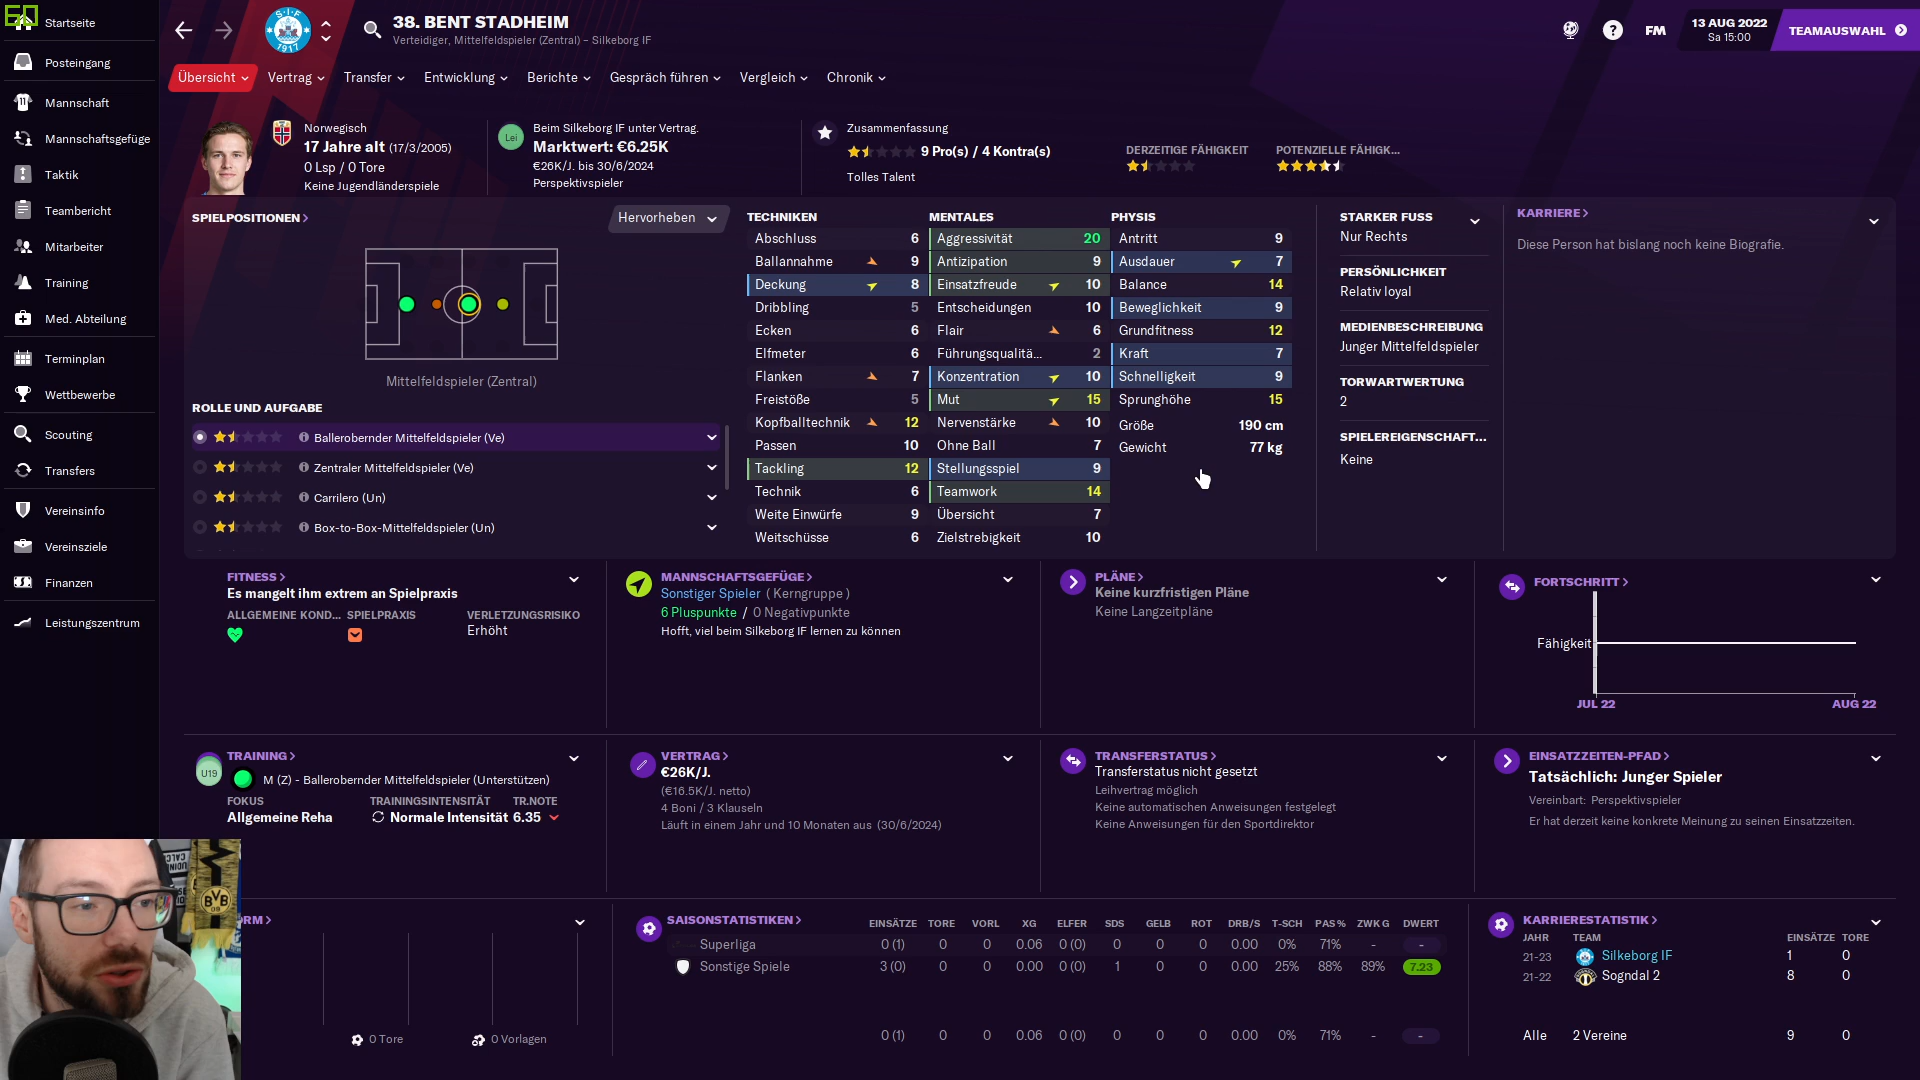 60
Startseite
Posteingang
Mannschaft
Mannschaftsgefüge
Taktik
Teambericht
Mitarbeiter
Training
Med. Abteilung
Terminplan
Wettbewerbe
Scouting
Transfers
Vereinsinfo
Vereinsziele
Finanzen
Leistungszentrum
38. BENT STADHEIM
Verteidiger, Mittelfeldspieler (Zentral) – Silkeborg IF
FM
13 AUG 2022
Sa 15:00
TEAMAUSWAHL
Übersicht Vertrag Transfer Entwicklung Berichte Gespräch führen Vergleich Chronik
Norwegisch
17 Jahre alt (17/3/2005)
0 Lsp / 0 Tore
Keine Jugendländerspiele
Lei
Beim Silkeborg IF unter Vertrag.
Marktwert: €6.25K
€26K/J. bis 30/6/2024
Perspektivspieler
Zusammenfassung
9 Pro(s) / 4 Kontra(s)
Tolles Talent
DERZEITIGE FÄHIGKEIT
POTENZIELLE FÄHIGK...
SPIELPOSITIONEN
Hervorheben
Mittelfeldspieler (Zentral)
ROLLE UND AUFGABE
Ballerobernder Mittelfeldspieler (Ve)
Zentraler Mittelfeldspieler (Ve)
Carrilero (Un)
Box-to-Box-Mittelfeldspieler (Un)
TECHNIKEN
Abschluss 6
Ballannahme 9
Deckung 8
Dribbling 5
Ecken 6
Elfmeter 6
Flanken 7
Freistöße 5
Kopfballtechnik 12
Passen 10
Tackling 12
Technik 6
Weite Einwürfe 9
Weitschüsse 6
MENTALES
Aggressivität 20
Antizipation 9
Einsatzfreude 10
Entscheidungen 10
Flair 6
Führungsqualitä... 2
Konzentration 10
Mut 15
Nervenstärke 10
Ohne Ball 7
Stellungsspiel 9
Teamwork 14
Übersicht 7
Zielstrebigkeit 10
PHYSIS
Antritt 9
Ausdauer 7
Balance 14
Beweglichkeit 9
Grundfitness 12
Kraft 7
Schnelligkeit 9
Sprunghöhe 15
Größe 190 cm
Gewicht 77 kg
STARKER FUSS
Nur Rechts
PERSÖNLICHKEIT
Relativ loyal
MEDIENBESCHREIBUNG
Junger Mittelfeldspieler
TORWARTWERTUNG
2
SPIELEREIGENSCHAFT...
Keine
KARRIERE
Diese Person hat bislang noch keine Biografie.
FITNESS
Es mangelt ihm extrem an Spielpraxis
ALLGEMEINE KOND... SPIELPRAXIS VERLETZUNGSRISIKO
Erhöht
MANNSCHAFTSGEFÜGE
Sonstiger Spieler ( Kerngruppe )
6 Pluspunkte / 0 Negativpunkte
Hofft, viel beim Silkeborg IF lernen zu können
PLÄNE
Keine kurzfristigen Pläne
Keine Langzeitpläne
FORTSCHRITT
Fähigkeit
JUL 22 AUG 22
TRAINING
U19
M (Z) - Ballerobernder Mittelfeldspieler (Unterstützen)
FOKUS TRAININGSINTENSITÄT TR.NOTE
Allgemeine Reha Normale Intensität 6.35
VERTRAG
€26K/J.
(€16.5K/J. netto)
4 Boni / 3 Klauseln
Läuft in einem Jahr und 10 Monaten aus (30/6/2024)
TRANSFERSTATUS
Transferstatus nicht gesetzt
Leihvertrag möglich
Keine automatischen Anweisungen festgelegt
Keine Anweisungen für den Sportdirektor
EINSATZZEITEN-PFAD
Tatsächlich: Junger Spieler
Vereinbart: Perspektivspieler
Er hat derzeit keine konkrete Meinung zu seinen Einsatzzeiten.
ORM
0 Tore 0 Vorlagen
SAISONSTATISTIKEN EINSÄTZE TORE VORL XG ELFER SDS GELB ROT DRB/S T-SCH PAS % ZWK G DWERT
Superliga 0 (1) 0 0 0.06 0 (0) 0 0 0 0.00 0% 71% - -
Sonstige Spiele 3 (0) 0 0 0.00 0 (0) 1 0 0 0.00 25% 88% 89% 7.23
0 (1) 0 0 0.06 0 (0) 0 0 0 0.00 0% 71% - -
KARRIERESTATISTIK
JAHR TEAM EINSÄTZE TORE
21-23 Silkeborg IF 1 0
21-22 Sogndal 2 8 0
Alle 2 Vereine 9 0
BVB